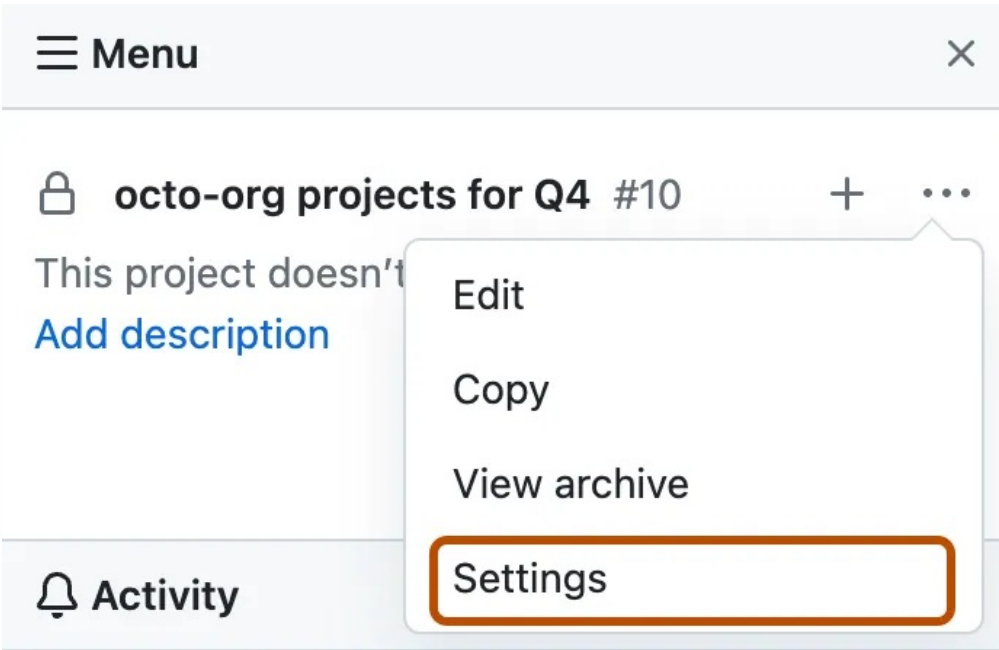 Menu
octo-org projects for Q4 #10
This project doesn’t
Add description
Edit
Copy
View archive
Settings
Activity